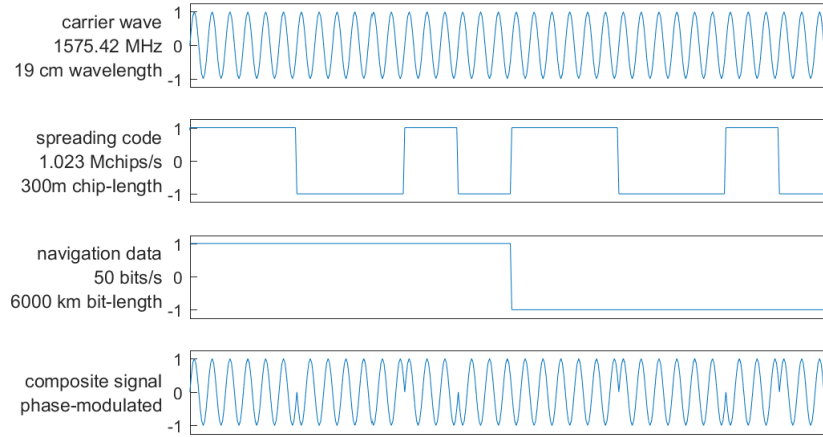 carrier wave
1575.42 MHz
19 cm wavelength
1
0
-1
spreading code
1.023 Mchips/s
300m chip-length
1
0
-1
navigation data
50 bits/s
6000 km bit-length
1
0
-1
composite signal
phase-modulated
1
0
-1